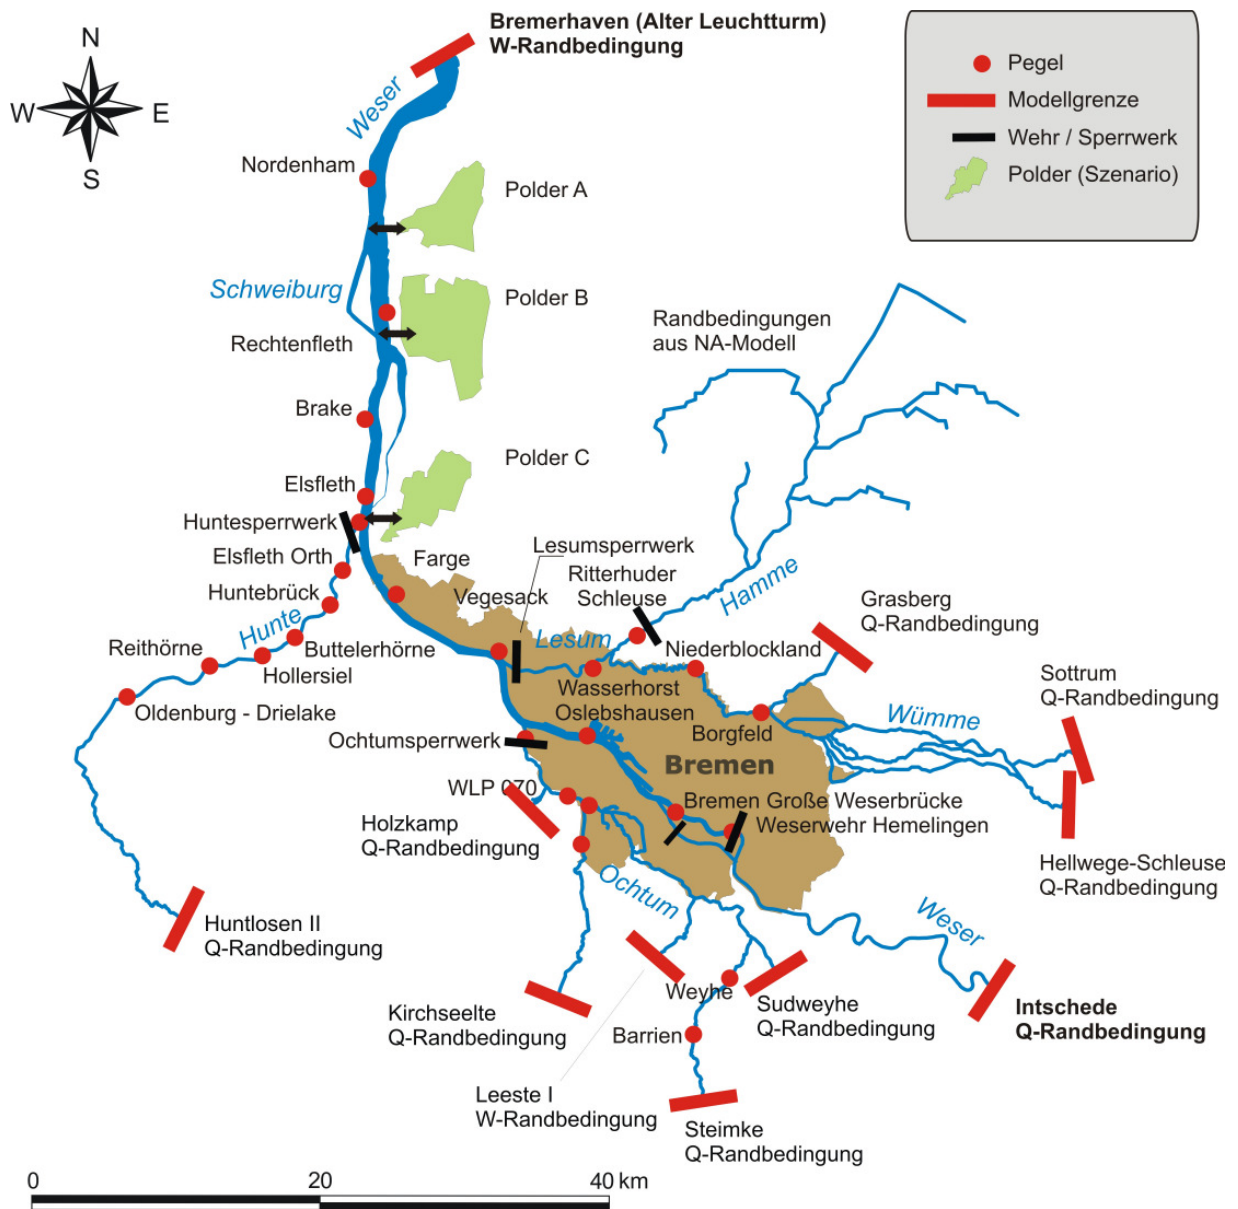 Bremerhaven (Alter Leuchtturm)
W-Randbedingung
N
W
E
S
Pegel
Modellgrenze
Wehr / Sperrwerk
Polder (Szenario)
Weser
Nordenham
Polder A
Schweiburg
Polder B
Rechtenfleth
Randbedingungen
aus NA-Modell
Brake
Polder C
Elsfleth
Huntesperrwerk
Lesumsperrwerk
Elsfleth Orth
Farge
Ritterhuder
Schleuse
Hamme
Huntebrück
Vegesack
Grasberg
Q-Randbedingung
Hunte
Lesum
Reithörne
Buttelerhörne
Niederblockland
Hollersiel
Sottrum
Q-Randbedingung
Wasserhorst
Oldenburg - Drielake
Oslebshausen
Wümme
Borgfeld
Ochtumsperrwerk
Bremen
WLP 070
Bremen Große Weserbrücke
Holzkamp
Q-Randbedingung
Weserwehr Hemelingen
Hellwege-Schleuse
Q-Randbedingung
Ochtum
Weser
Huntlosen II
Q-Randbedingung
Weyhe
Sudweyhe
Q-Randbedingung
Kirchseelte
Q-Randbedingung
Intschede
Q-Randbedingung
Barrien
Leeste I
W-Randbedingung
Steimke
Q-Randbedingung
0
20
40 km